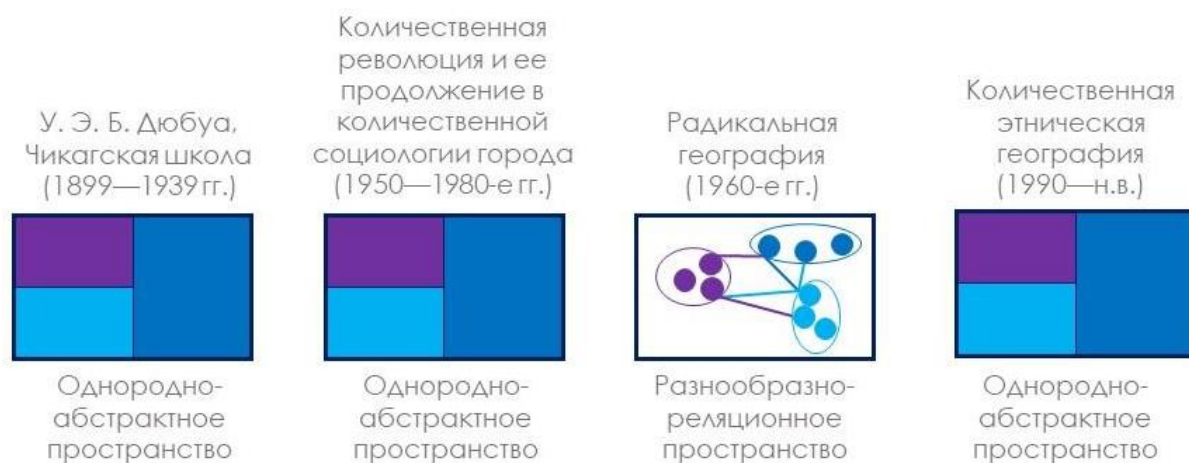 У. Э. Б. Дюбуа,
Чикагская школа
(1899—1939 гг.)
Количественная
революция и ее
продолжение в
количественной
социологии города
(1950—1980-е гг.)
Радикальная
география
(1960-е гг.)
Количественная
этническая
география
(1990—н.в.)
Однородно-
абстрактное
пространство
Однородно-
абстрактное
пространство
Разнообразно-
реляционное
пространство
Однородно-
абстрактное
пространство